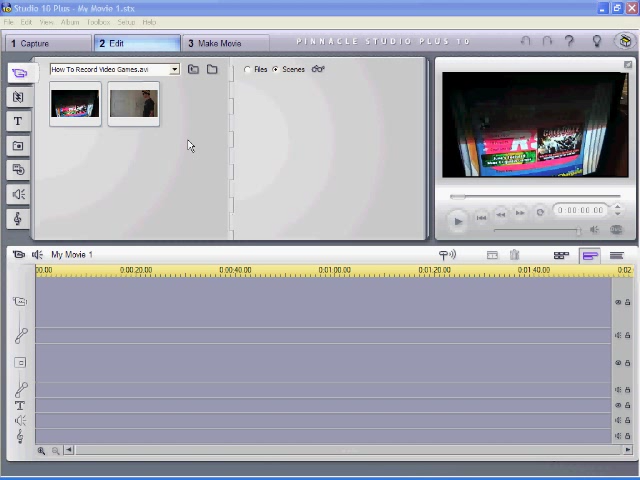 Studio 10 Plus - My Movie 1.stx
File Edit View Album Toolbox Setup Help
1 Capture 2 Edit 3 Make Movie PINNACLE STUDIO PLUS 10
How To Record Video Games.avi Files Scenes
0:00:00.00
My Movie 1
00.00 0:00:20.00 0:00:40.00 0:01:00.00 0:01:20.00 0:01:40.00 0:02